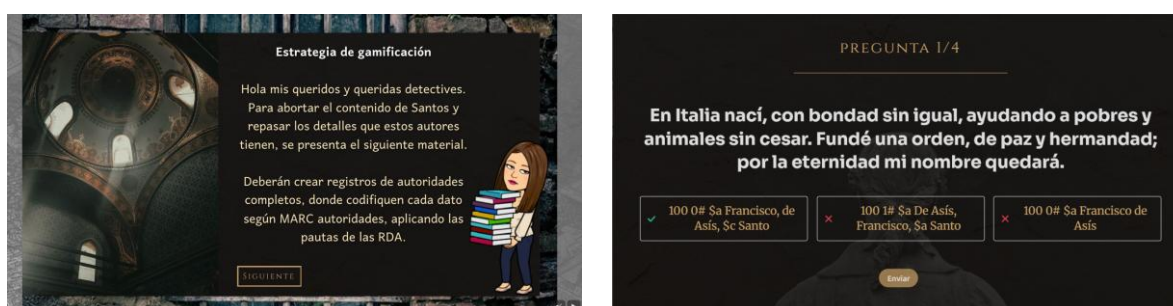 Estrategia de gamificación
Hola mis queridos y queridas detectives.
Para abortar el contenido de Santos y
repasar los detalles que estos autores
tienen, se presenta el siguiente material.
Deberán crear registros de autoridades
completos, donde codifiquen cada dato
según MARC autoridades, aplicando las
pautas de las RDA.
SIGUIENTE
PREGUNTA 1/4
En Italia nací, con bondad sin igual, ayudando a pobres y
animales sin cesar. Fundé una orden, de paz y hermandad;
por la eternidad mi nombre quedará.
100 0# $a Francisco, de
Asís, $c Santo
100 1# $a De Asís,
Francisco, $a Santo
100 0# $a Francisco de
Asís
Enviar